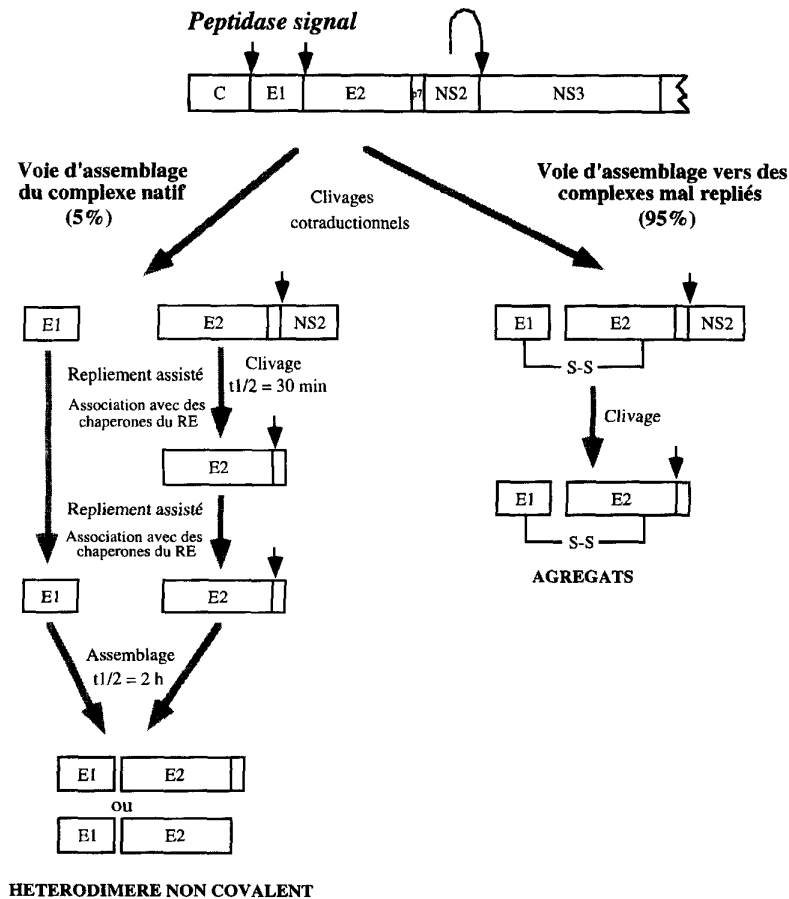 Peptidase signal
C E1 E2 p7 NS2 NS3
Voie d'assemblage
du complexe natif
(5%)
Clivages
cotraductionnels
Voie d'assemblage vers des
complexes mal repliés
(95%)
E1 E2 NS2
Repliement assisté
Association avec des
chaperones du RE
Clivage
t1/2 = 30 min
E2
Repliement assisté
Association avec des
chaperones du RE
E1 E2
Assemblage
t1/2 = 2 h
E1 E2
ou
E1 E2
HETERODIMERE NON COVALENT
E1 E2 NS2
S-S
Clivage
E1 E2
S-S
AGREGATS